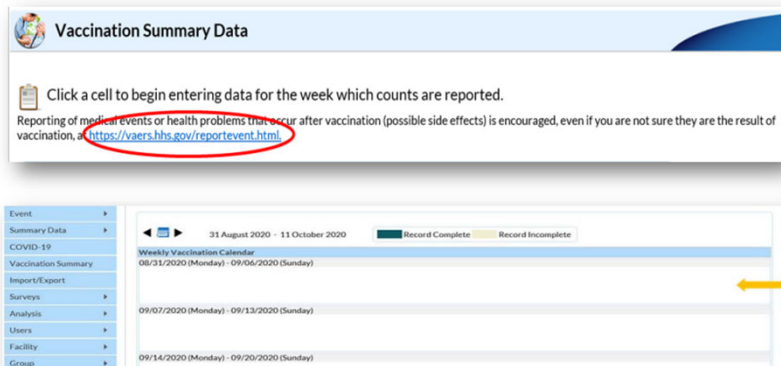 Vaccination Summary Data
Click a cell to begin entering data for the week which counts are reported.
Reporting of medical events or health problems that occur after vaccination (possible side effects) is encouraged, even if you are not sure they are the result of
vaccination, at https://vaers.hhs.gov/reportevent.html.
Event
Summary Data
COVID-19
Vaccination Summary
Import/Export
Surveys
Analysis
Users
Facility
Group
31 August 2020 - 11 October 2020
Record Complete
Record Incomplete
Weekly Vaccination Calendar
08/31/2020 (Monday) - 09/06/2020 (Sunday)
09/07/2020 (Monday) - 09/13/2020 (Sunday)
09/14/2020 (Monday) - 09/20/2020 (Sunday)